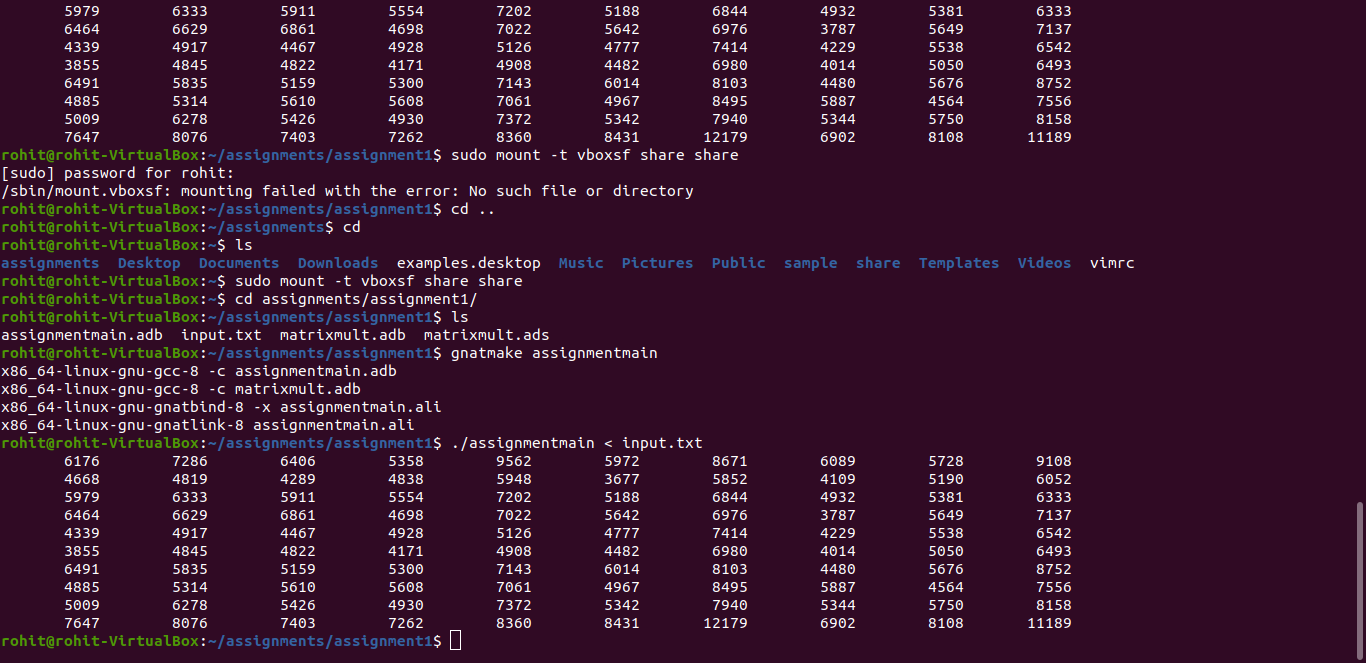 5979 6333 5911 5554 7202 5188 6844 4932 5381 6333
6464 6629 6861 4698 7022 5642 6976 3787 5649 7137
4339 4917 4467 4928 5126 4777 7414 4229 5538 6542
3855 4845 4822 4171 4908 4482 6980 4014 5050 6493
6491 5835 5159 5300 7143 6014 8103 4480 5676 8752
4885 5314 5610 5608 7061 4967 8495 5887 4564 7556
5009 6278 5426 4930 7372 5342 7940 5344 5750 8158
7647 8076 7403 7262 8360 8431 12179 6902 8108 11189
rohit@rohit-VirtualBox:~/assignments/assignment1$ sudo mount -t vboxsf share share
[sudo] password for rohit:
/sbin/mount.vboxsf: mounting failed with the error: No such file or directory
rohit@rohit-VirtualBox:~/assignments/assignment1$ cd ..
rohit@rohit-VirtualBox:~/assignments$ cd
rohit@rohit-VirtualBox:~$ ls
assignments Desktop Documents Downloads examples.desktop Music Pictures Public sample share Templates Videos vimrc
rohit@rohit-VirtualBox:~$ sudo mount -t vboxsf share share
rohit@rohit-VirtualBox:~$ cd assignments/assignment1/
rohit@rohit-VirtualBox:~/assignments/assignment1$ ls
assignmentmain.adb input.txt matrixmult.adb matrixmult.ads
rohit@rohit-VirtualBox:~/assignments/assignment1$ gnatmake assignmentmain
x86_64-linux-gnu-gcc-8 -c assignmentmain.adb
x86_64-linux-gnu-gcc-8 -c matrixmult.adb
x86_64-linux-gnu-gnatbind-8 -x assignmentmain.ali
x86_64-linux-gnu-gnatlink-8 assignmentmain.ali
rohit@rohit-VirtualBox:~/assignments/assignment1$ ./assignmentmain < input.txt
6176 7286 6406 5358 9562 5972 8671 6089 5728 9108
4668 4819 4289 4838 5948 3677 5852 4109 5190 6052
5979 6333 5911 5554 7202 5188 6844 4932 5381 6333
6464 6629 6861 4698 7022 5642 6976 3787 5649 7137
4339 4917 4467 4928 5126 4777 7414 4229 5538 6542
3855 4845 4822 4171 4908 4482 6980 4014 5050 6493
6491 5835 5159 5300 7143 6014 8103 4480 5676 8752
4885 5314 5610 5608 7061 4967 8495 5887 4564 7556
5009 6278 5426 4930 7372 5342 7940 5344 5750 8158
7647 8076 7403 7262 8360 8431 12179 6902 8108 11189
rohit@rohit-VirtualBox:~/assignments/assignment1$